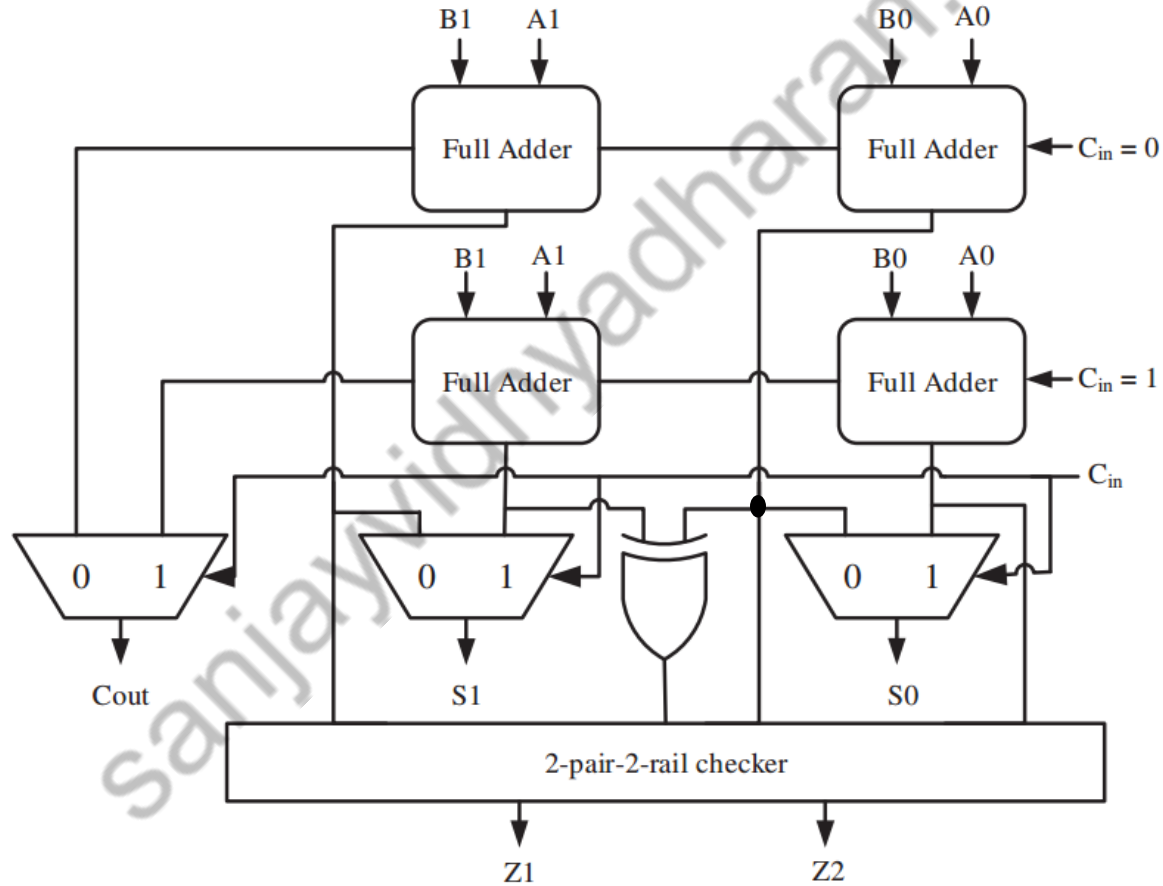 B1 A1 B0 A0
Full Adder Full Adder C_in = 0
B1 A1 B0 A0
Full Adder Full Adder C_in = 1
C_in
0 1 0 1 0 1
Cout S1 S0
2-pair-2-rail checker
Z1 Z2
sanjayvidhyadharan.